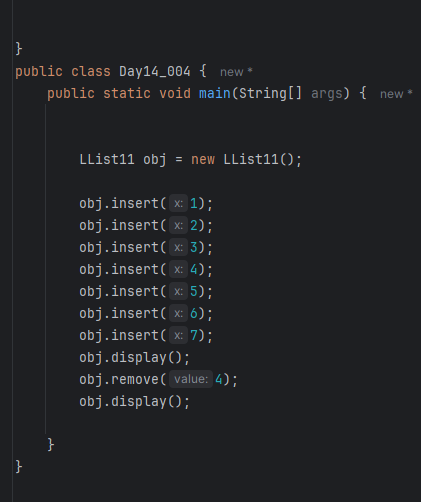 }
public class Day14_004 { new *
public static void main(String[] args) { new *
LList11 obj = new LList11();
obj.insert( x: 1);
obj.insert( x: 2);
obj.insert( x: 3);
obj.insert( x: 4);
obj.insert( x: 5);
obj.insert( x: 6);
obj.insert( x: 7);
obj.display();
obj.remove( value: 4);
obj.display();
}
}